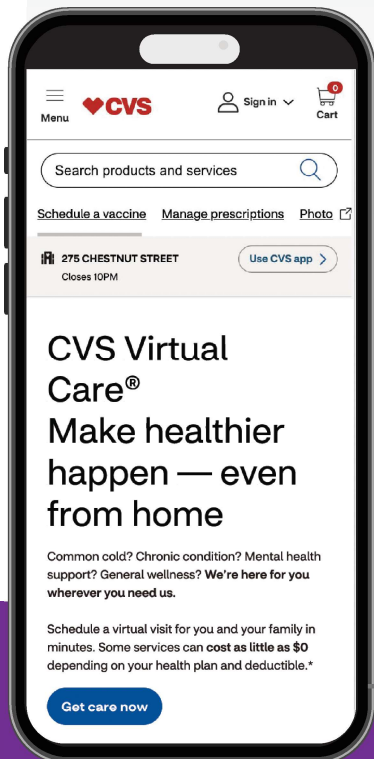 0
Menu
CVS
Sign in
Cart
Search products and services
Schedule a vaccine Manage prescriptions Photo
275 CHESTNUT STREET
Use CVS app
Closes 10PM
CVS Virtual
Care®
Make healthier
happen — even
from home
Common cold? Chronic condition? Mental health
support? General wellness? We're here for you
wherever you need us.
Schedule a virtual visit for you and your family in
minutes. Some services can cost as little as $0
depending on your health plan and deductible.*
Get care now